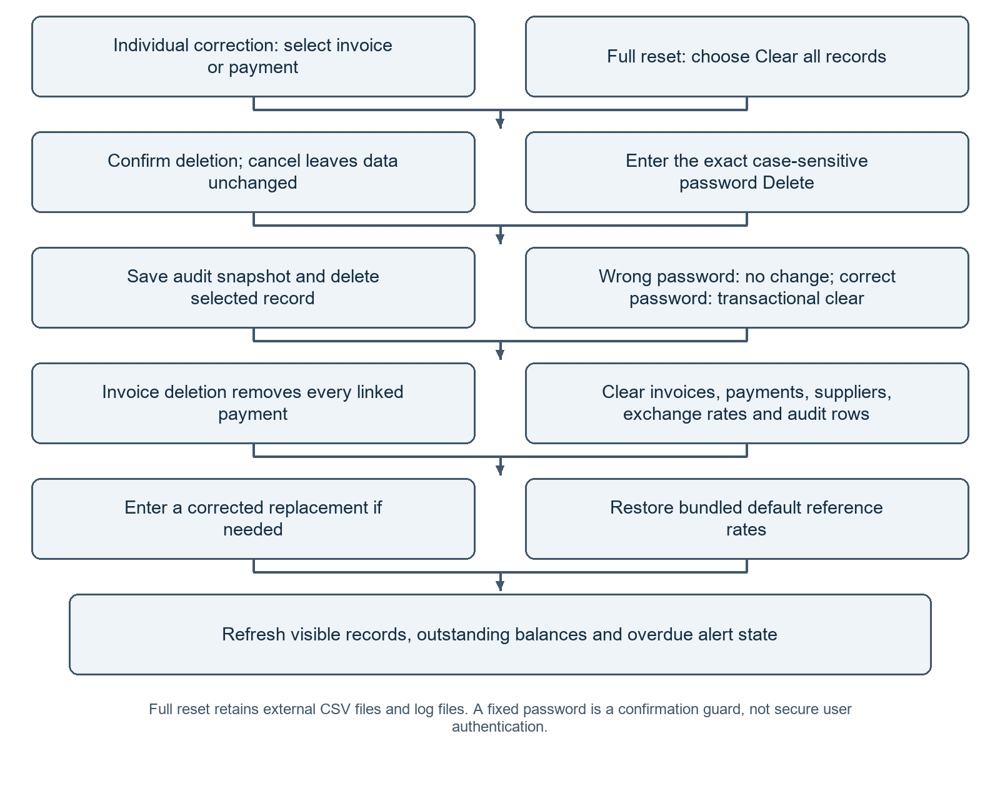 Individual correction: select invoice
or payment
Full reset: choose Clear all records
Confirm deletion; cancel leaves data
unchanged
Enter the exact case-sensitive
password Delete
Save audit snapshot and delete
selected record
Wrong password: no change; correct
password: transactional clear
Invoice deletion removes every linked
payment
Clear invoices, payments, suppliers,
exchange rates and audit rows
Enter a corrected replacement if
needed
Restore bundled default reference
rates
Refresh visible records, outstanding balances and overdue alert state
Full reset retains external CSV files and log files. A fixed password is a confirmation guard, not secure user
authentication.